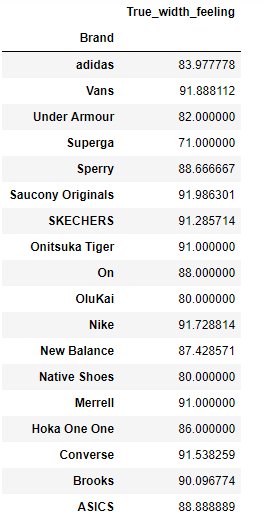 True_width_feeling
Brand
adidas 83.977778
Vans 91.888112
Under Armour 82.000000
Superga 71.000000
Sperry 88.666667
Saucony Originals 91.986301
SKECHERS 91.285714
Onitsuka Tiger 91.000000
On 88.000000
OluKai 80.000000
Nike 91.728814
New Balance 87.428571
Native Shoes 80.000000
Merrell 91.000000
Hoka One One 86.000000
Converse 91.538259
Brooks 90.096774
ASICS 88.888889